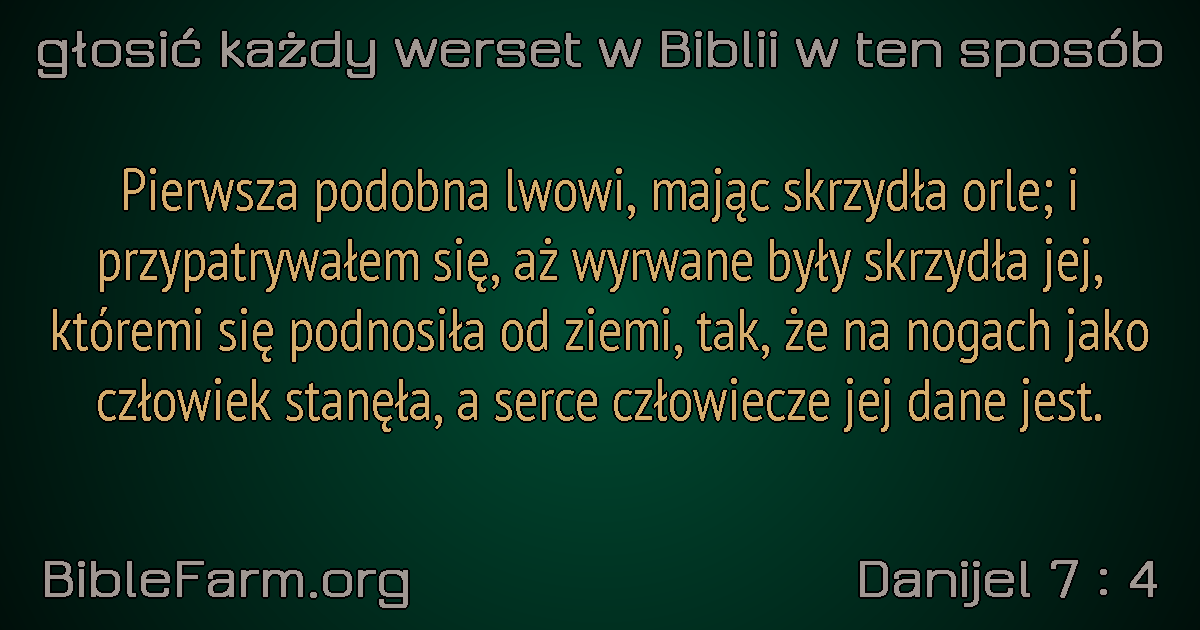 głosić każdy werset w Biblii w ten sposób
Pierwsza podobna lwowi, mając skrzydła orle; i
przypatrywałem się, aż wyrwane były skrzydła jej,
któremi się podnosiła od ziemi, tak, że na nogach jako
człowiek stanęła, a serce człowiecze jej dane jest.
BibleFarm.org
Danijel 7 : 4